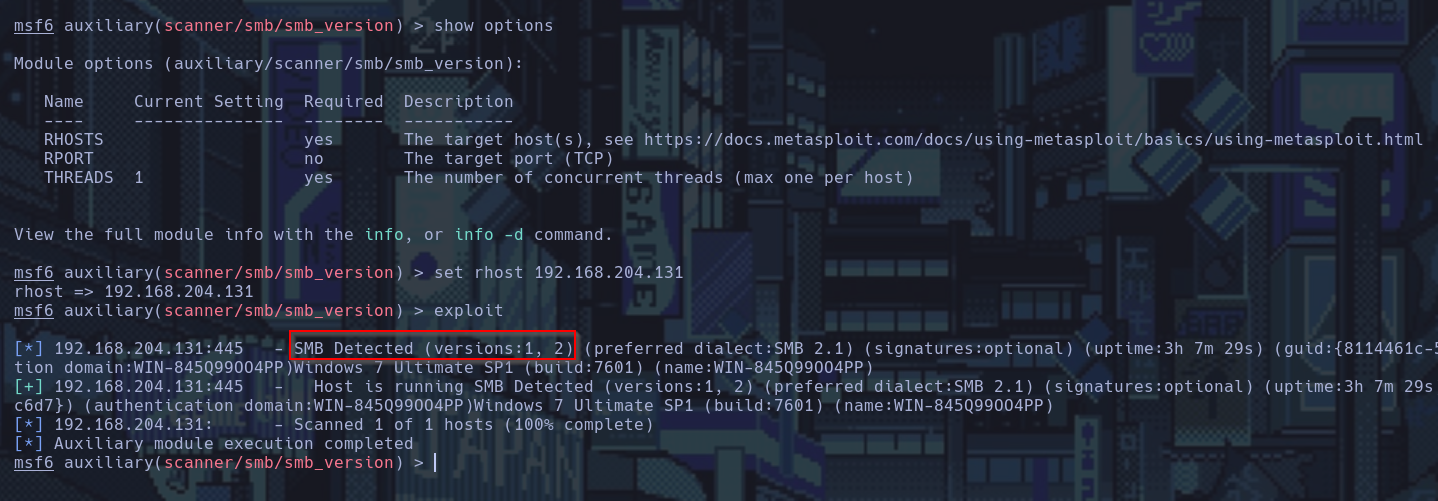 msf6 auxiliary(scanner/smb/smb_version) > show options
Module options (auxiliary/scanner/smb/smb_version):
Name     Current Setting  Required  Description
----     ---------------  --------  -----------
RHOSTS                    yes       The target host(s), see https://docs.metasploit.com/docs/using-metasploit/basics/using-metasploit.html
RPORT                     no        The target port (TCP)
THREADS  1                yes       The number of concurrent threads (max one per host)
View the full module info with the info, or info -d command.
msf6 auxiliary(scanner/smb/smb_version) > set rhost 192.168.204.131
rhost => 192.168.204.131
msf6 auxiliary(scanner/smb/smb_version) > exploit
[*] 192.168.204.131:445   - SMB Detected (versions:1, 2) (preferred dialect:SMB 2.1) (signatures:optional) (uptime:3h 7m 29s) (guid:{8114461c-5
tion domain:WIN-845Q99OO4PP)Windows 7 Ultimate SP1 (build:7601) (name:WIN-845Q99OO4PP)
[+] 192.168.204.131:445   -   Host is running SMB Detected (versions:1, 2) (preferred dialect:SMB 2.1) (signatures:optional) (uptime:3h 7m 29s
c6d7}) (authentication domain:WIN-845Q99OO4PP)Windows 7 Ultimate SP1 (build:7601) (name:WIN-845Q99OO4PP)
[*] 192.168.204.131:      - Scanned 1 of 1 hosts (100% complete)
[*] Auxiliary module execution completed
msf6 auxiliary(scanner/smb/smb_version) >
GAME
JAPAN